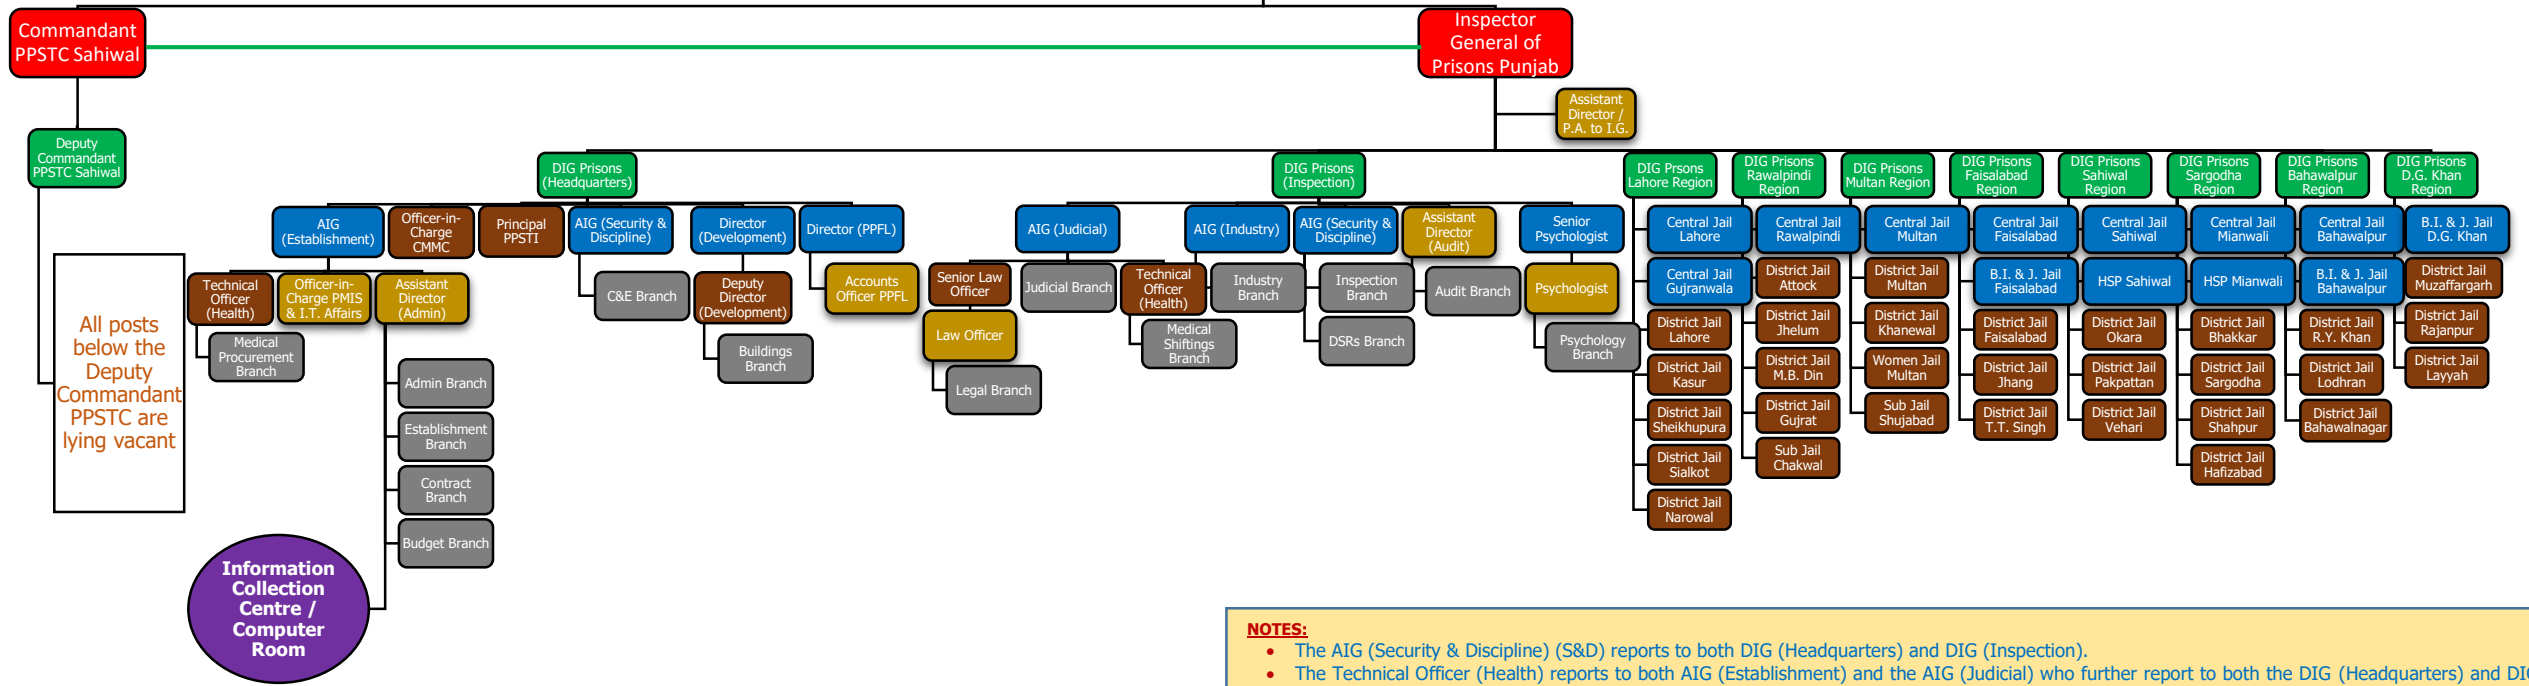 Commandant
PPSTC Sahiwal
Inspector
General of
Prisons Punjab
Assistant
Director /
P.A. to I.G.
Deputy
Commandant
PPSTC Sahiwal
DIG Prisons
(Headquarters)
DIG Prisons
(Inspection)
DIG Prsons
Lahore Region
DIG Prisons
Rawalpindi
Region
DIG Prisons
Multan Region
DIG Prisons
Faisalabad
Region
DIG Prisons
Sahiwal
Region
DIG Prisons
Sargodha
Region
DIG Prisons
Bahawalpur
Region
DIG Prisons
D.G. Khan
Region
AIG
(Establishment)
Officer-in-
Charge
CMMC
Principal
PPSTI
AIG (Security &
Discipline)
Director
(Development)
Director (PPFL)
AIG (Judicial)
AIG (Industry)
AIG (Security &
Discipline)
Assistant
Director
(Audit)
Senior
Psychologist
Central Jail
Lahore
Central Jail
Rawalpindi
Central Jail
Multan
Central Jail
Faisalabad
Central Jail
Sahiwal
Central Jail
Mianwali
Central Jail
Bahawalpur
B.I. & J. Jail
D.G. Khan
All posts
below the
Deputy
Commandant
PPSTC are
lying vacant
Technical
Officer
(Health)
Officer-in-
Charge PMIS
& I.T. Affairs
Assistant
Director
(Admin)
C&E Branch
Deputy
Director
(Development)
Accounts
Officer PPFL
Senior Law
Officer
Judicial Branch
Technical
Officer
(Health)
Industry
Branch
Inspection
Branch
Audit Branch
Psychologist
Central Jail
Gujranwala
District Jail
Attock
District Jail
Multan
B.I. & J. Jail
Faisalabad
HSP Sahiwal
HSP Mianwali
B.I. & J. Jail
Bahawalpur
District Jail
Muzaffargarh
Medical
Procurement
Branch
Buildings
Branch
Law Officer
Medical
Shiftings
Branch
DSRs Branch
Psychology
Branch
District Jail
Lahore
District Jail
Jhelum
District Jail
Khanewal
District Jail
Faisalabad
District Jail
Okara
District Jail
Bhakkar
District Jail
R.Y. Khan
District Jail
Rajanpur
Admin Branch
Legal Branch
District Jail
Kasur
District Jail
M.B. Din
Women Jail
Multan
District Jail
Jhang
District Jail
Pakpattan
District Jail
Sargodha
District Jail
Lodhran
District Jail
Layyah
Establishment
Branch
District Jail
Sheikhupura
District Jail
Gujrat
Sub Jail
Shujabad
District Jail
T.T. Singh
District Jail
Vehari
District Jail
Shahpur
District Jail
Bahawalnagar
Contract
Branch
District Jail
Sialkot
Sub Jail
Chakwal
District Jail
Hafizabad
Budget Branch
District Jail
Narowal
Information
Collection
Centre /
Computer
Room
NOTES:
• The AIG (Security & Discipline) (S&D) reports to both DIG (Headquarters) and DIG (Inspection).
• The Technical Officer (Health) reports to both AIG (Establishment) and the AIG (Judicial) who further report to both the DIG (Headquarters) and DIG